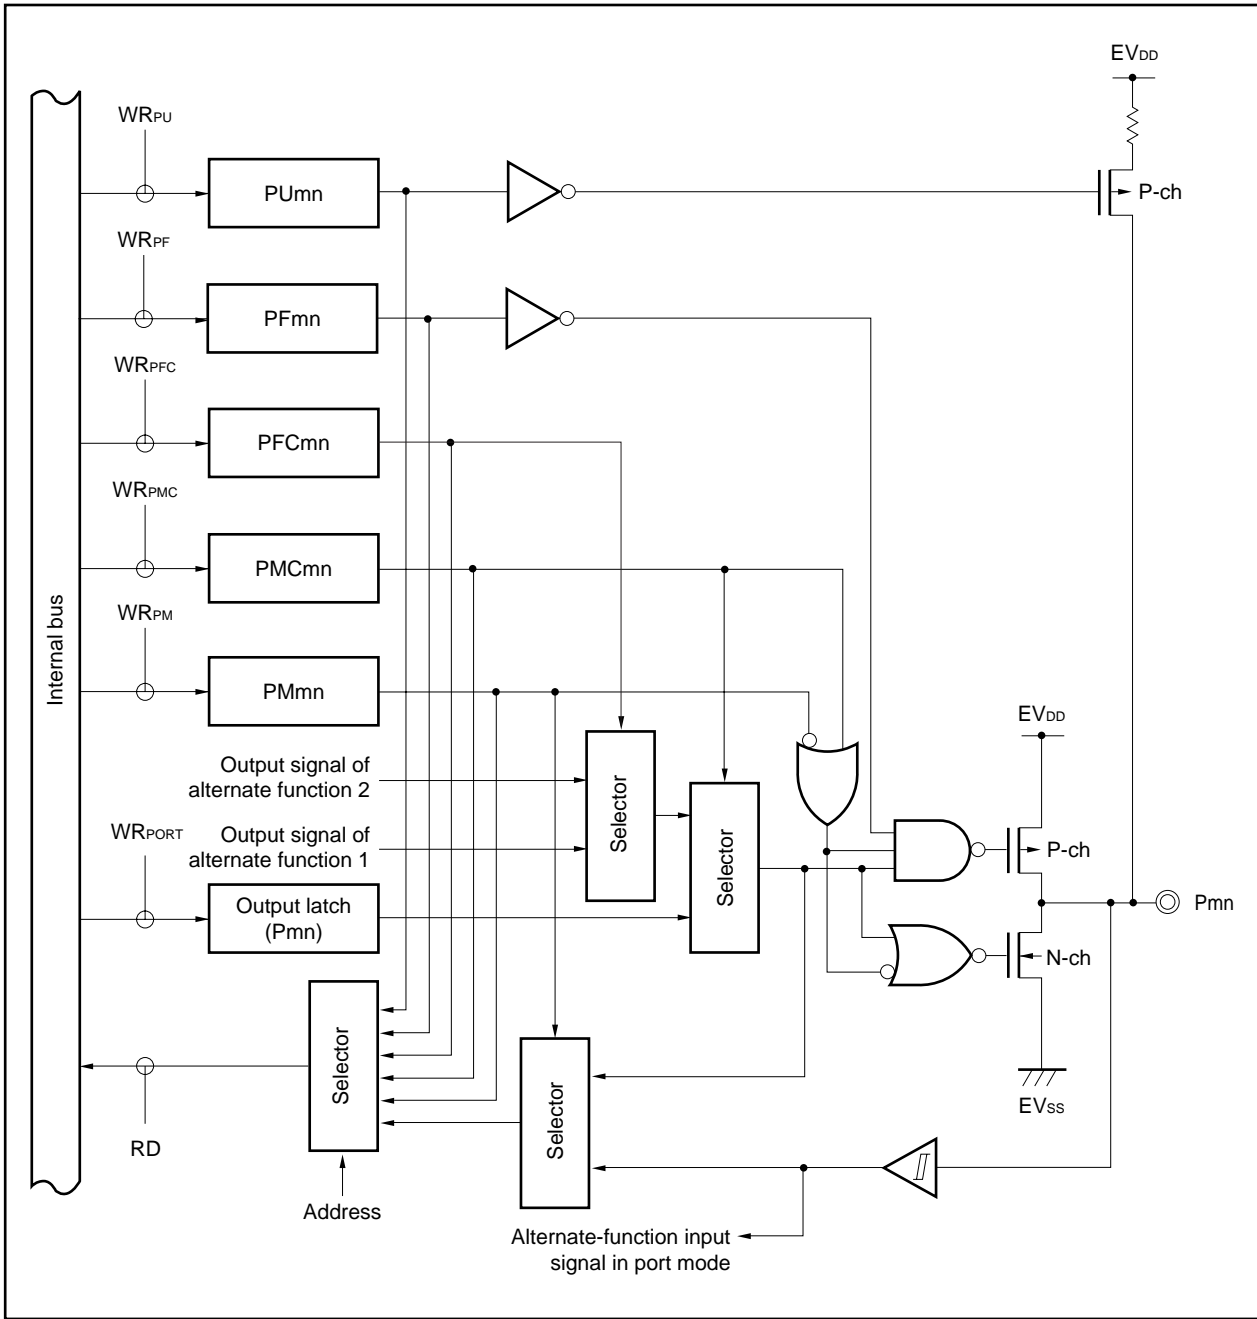 EVDD
WRPU
PUmn
P-ch
WRPF
PFmn
WRPFC
PFCmn
WRPMC
PMCmn
WRPM
PMmn
Internal bus
EVDD
Output signal of
alternate function 2
Selector
WRPORT
Output signal of
alternate function 1
Selector
P-ch
Output latch
(Pmn)
Pmn
N-ch
Selector
Selector
EVSS
RD
Address
Alternate-function input
signal in port mode